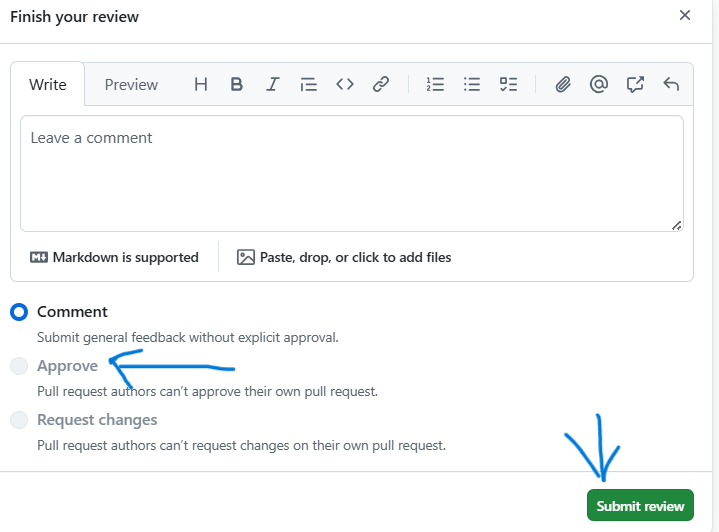 Finish your review
Write Preview H B I
Leave a comment
Markdown is supported Paste, drop, or click to add files
Comment
Submit general feedback without explicit approval.
Approve
Pull request authors can't approve their own pull request.
Request changes
Pull request authors can't request changes on their own pull request.
Submit review